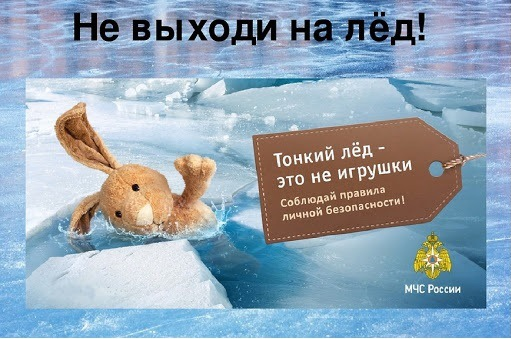 Не выходи на лёд!
Тонкий лёд -
это не игрушки
Соблюдай правила
личной безопасности!
МЧС России